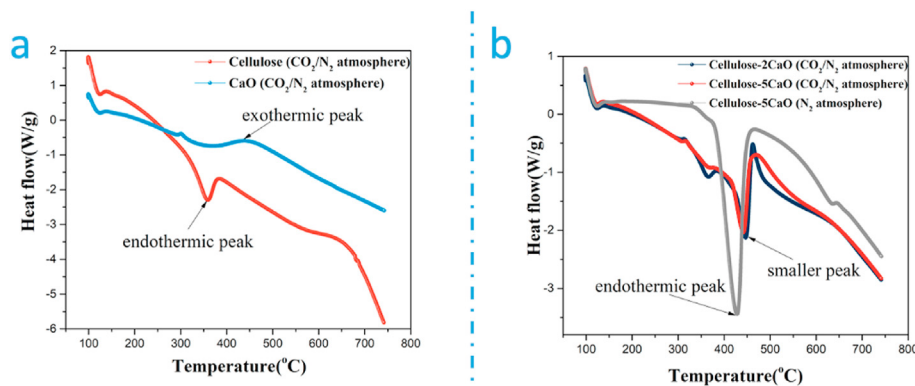 a
Cellulose (CO₂/N₂ atmosphere)
CaO (CO₂/N₂ atmosphere)
exothermic peak
endothermic peak
Heat flow(W/g)
2
1
0
-1
-2
-3
-4
-5
-6
100 200 300 400 500 600 700 800
Temperature(°C)
b
Cellulose-2CaO (CO₂/N₂ atmosphere)
Cellulose-5CaO (CO₂/N₂ atmosphere)
Cellulose-5CaO (N₂ atmosphere)
smaller peak
endothermic peak
Heat flow(W/g)
1
0
-1
-2
-3
100 200 300 400 500 600 700 800
Temperature(°C)